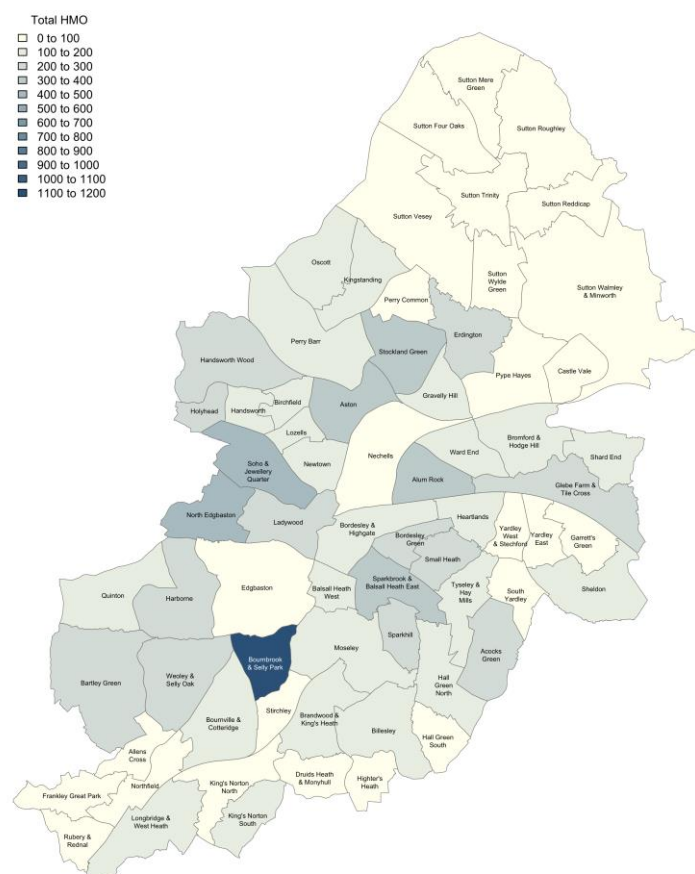 Total HMO
0 to 100
100 to 200
200 to 300
300 to 400
400 to 500
500 to 600
600 to 700
700 to 800
800 to 900
900 to 1000
1000 to 1100
1100 to 1200
Sutton Mere
Green
Sutton Four Oaks
Sutton Roughley
Sutton Trinity
Sutton Reddicap
Sutton Vesey
Sutton
Wylde
Green
Sutton Walmley
& Minworth
Oscott
Kingstanding
Perry Common
Erdington
Perry Barr
Stockland Green
Handsworth Wood
Pype Hayes
Castle Vale
Gravelly Hill
Aston
Birchfield
Holyhead
Handsworth
Lozells
Bromford &
Hodge Hill
Ward End
Shard End
Soho &
Jewellery
Quarter
Newtown
Nechells
Alum Rock
Glebe Farm &
Tile Cross
North Edgbaston
Ladywood
Bordesley &
Highgate
Heartlands
Bordesley
Green
Yardley
West
& Stechford
Yardley
East
Garrett's
Green
Small Heath
Quinton
Harborne
Edgbaston
Balsall Heath
West
Sparkbrook &
Balsall Heath East
Tyseley &
Hay
Mills
South
Yardley
Sheldon
Sparkhill
Moseley
Acocks
Green
Bartley Green
Weoley &
Selly Oak
Bournbrook
& Selly Park
Hall
Green
North
Stirchley
Bournville &
Cotteridge
Brandwood &
King's Heath
Billesley
Hall Green
South
Allens
Cross
Northfield
Frankley Great Park
King's Norton
North
Druids Heath
& Monyhull
Highter's
Heath
Rubery &
Rednal
Longbridge &
West Heath
King's Norton
South